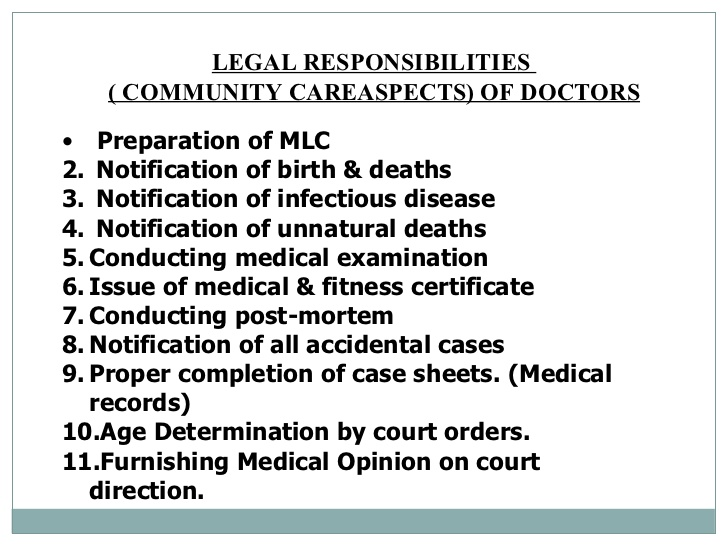 LEGAL RESPONSIBILITIES
( COMMUNITY CAREASPECTS) OF DOCTORS
• Preparation of MLC
2. Notification of birth & deaths
3. Notification of infectious disease
4. Notification of unnatural deaths
5. Conducting medical examination
6. Issue of medical & fitness certificate
7. Conducting post-mortem
8. Notification of all accidental cases
9. Proper completion of case sheets. (Medical
records)
10.Age Determination by court orders.
11.Furnishing Medical Opinion on court
direction.